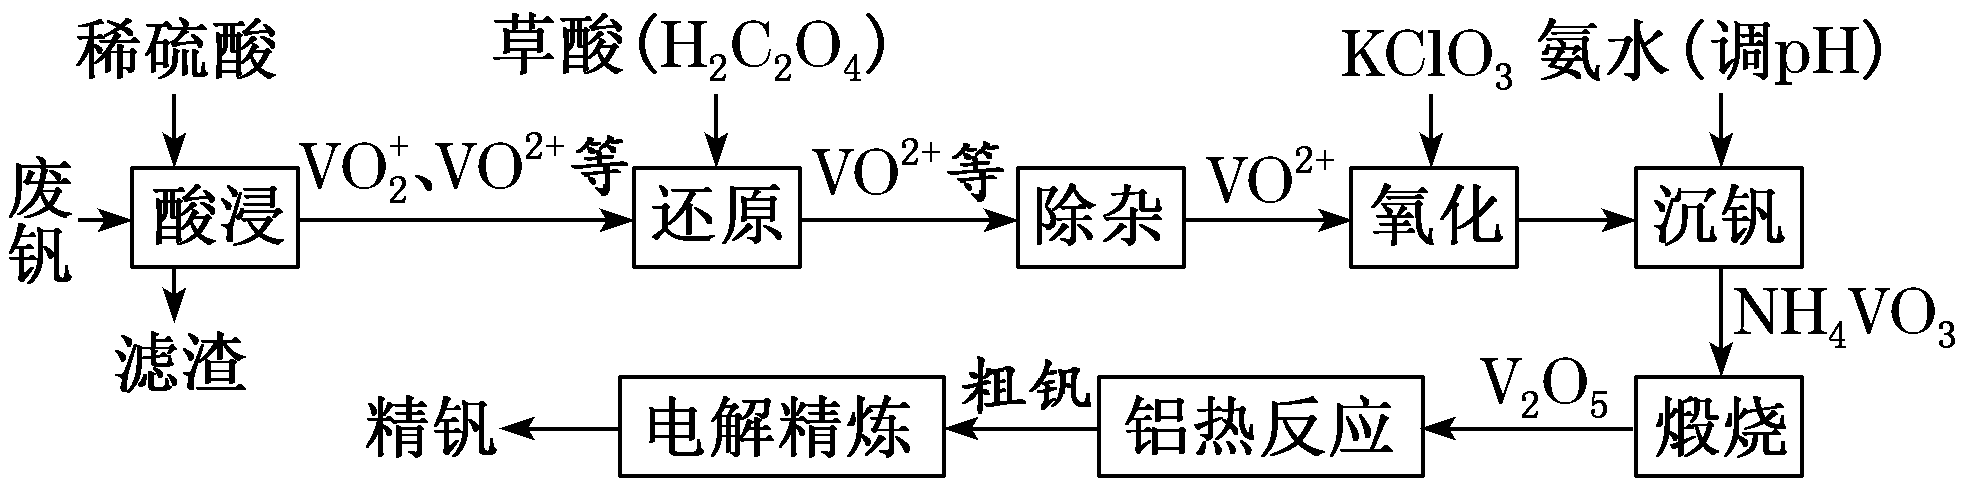 稀硫酸
草酸(H₂C₂O₄)
KClO₃
氨水(调pH)
废钒
酸浸
VO₂⁺、VO²⁺等
还原
VO²⁺等
除杂
VO²⁺
氧化
沉钒
滤渣
NH₄VO₃
精钒
电解精炼
粗钒
铝热反应
V₂O₅
煅烧